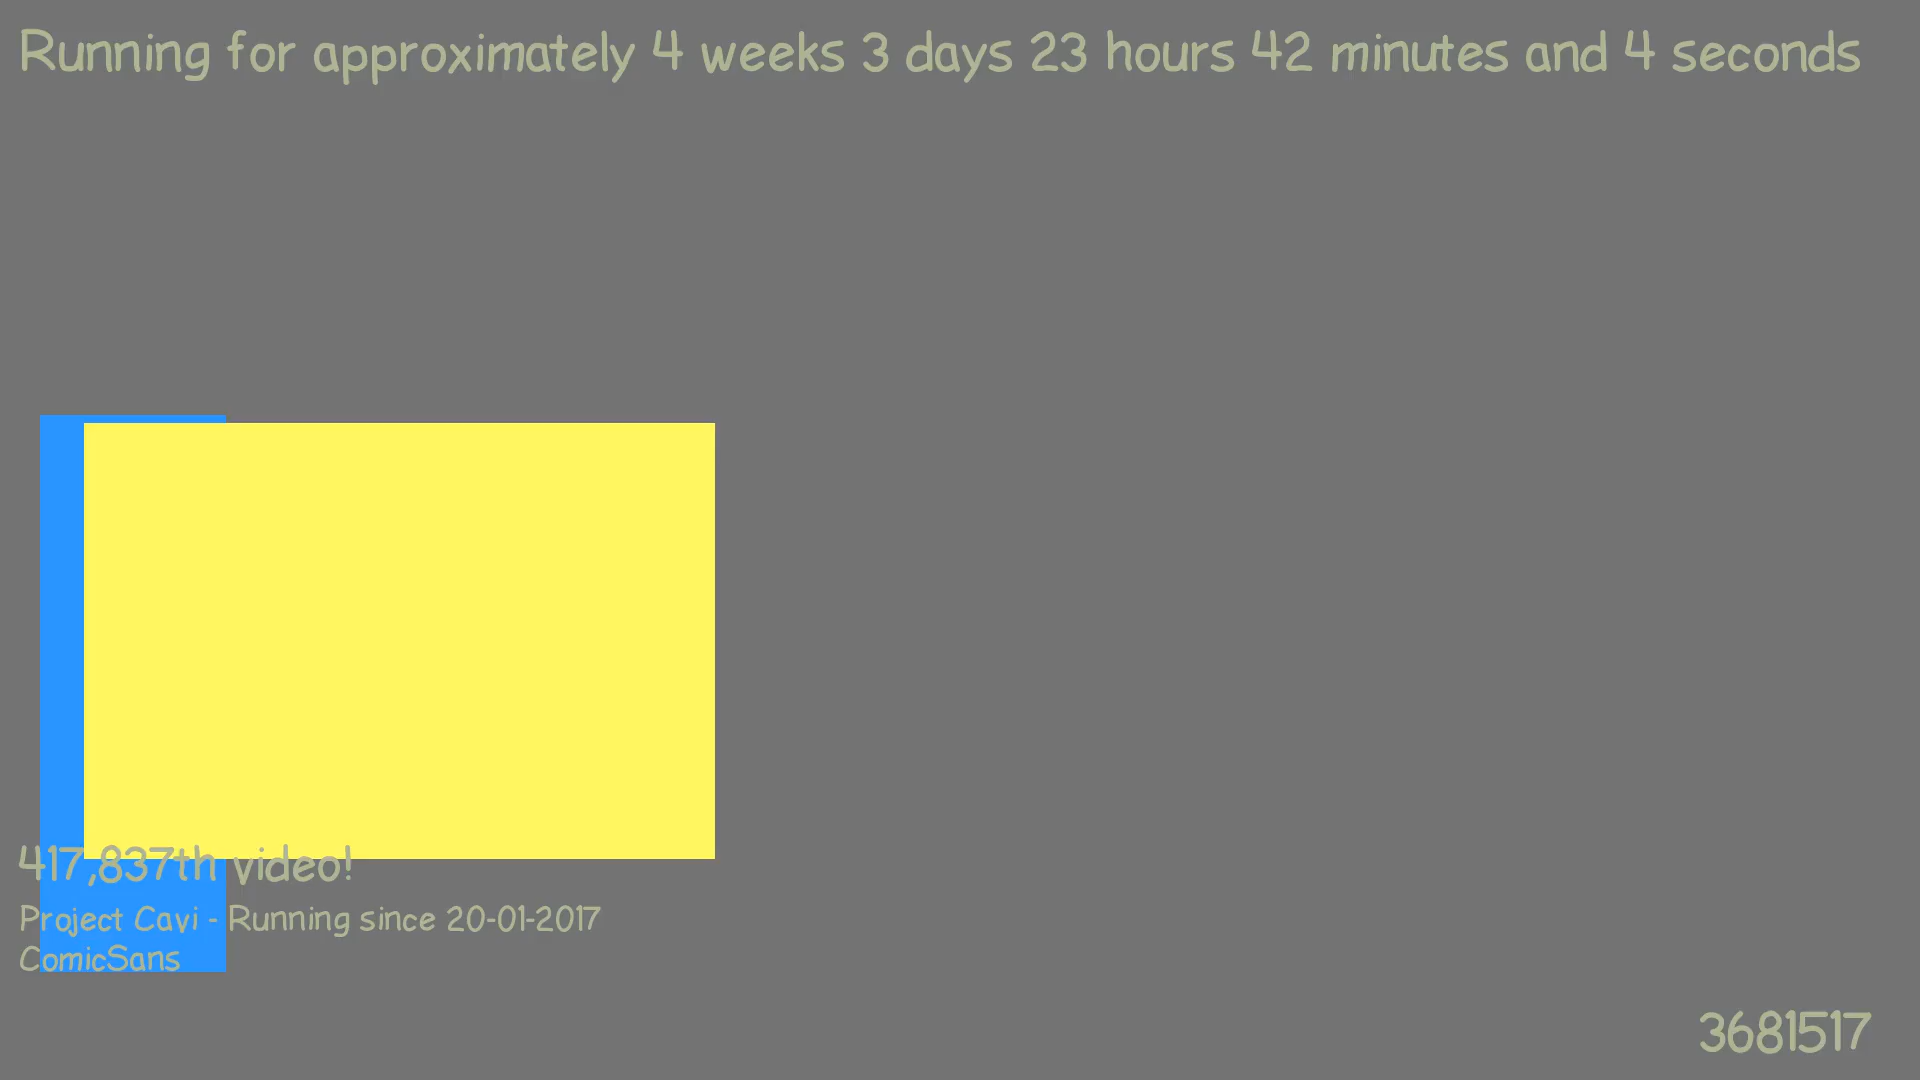 Running for approximately 4 weeks 3 days 23 hours 42 minutes and 4 seconds
417,837th video!
Project Cavi - Running since 20-01-2017
ComicSans
3681517